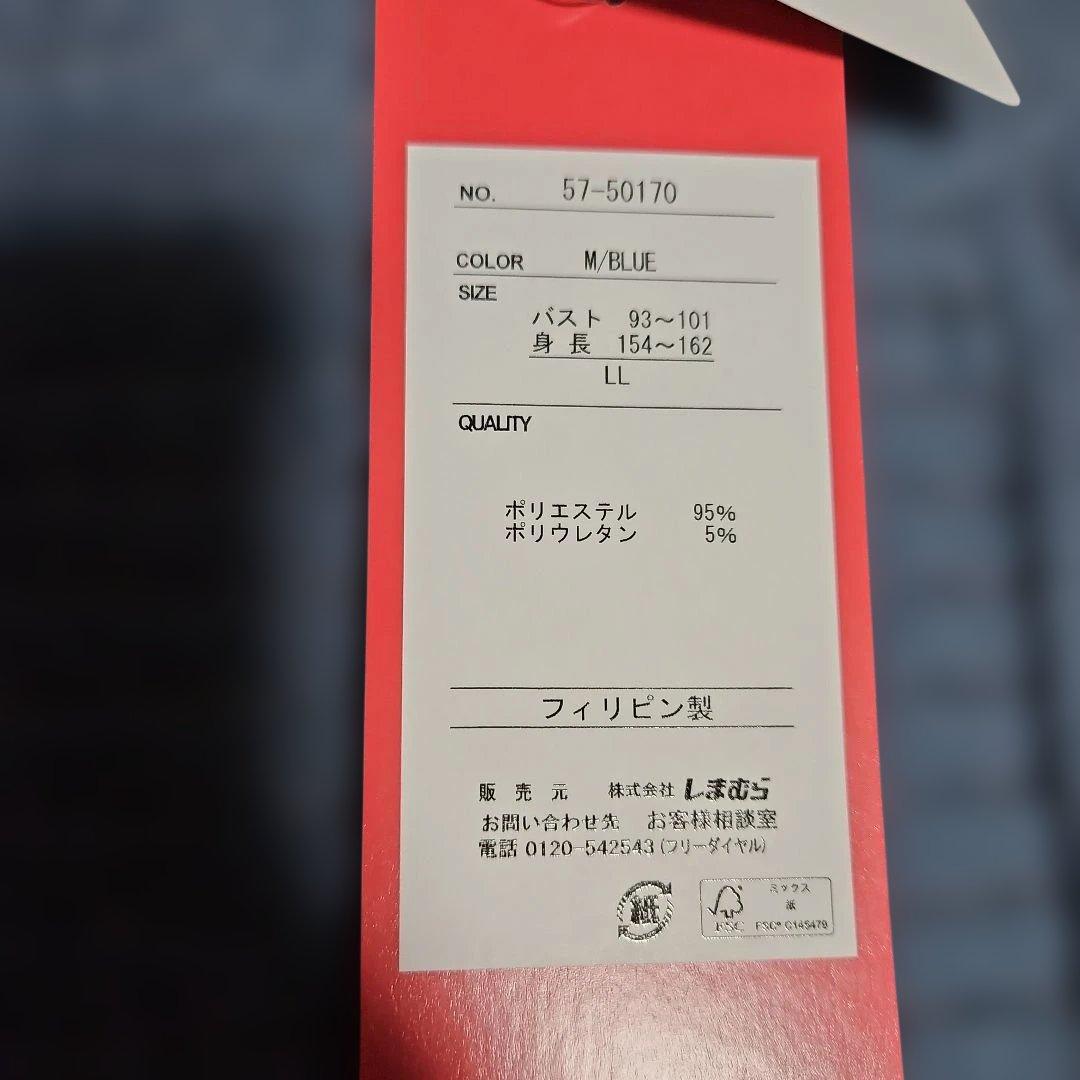 NO. 57-50170
COLOR M/BLUE
SIZE
バスト 93～101
身長 154～162
LL
QUALITY
ポリエステル 95%
ポリウレタン 5%
フィリピン製
販売元 株式会社 しまむら
お問い合わせ先 お客様相談室
電話 0120-542543 (フリーダイヤル)
紙
ミックス
紙
FSC FSC® C145479